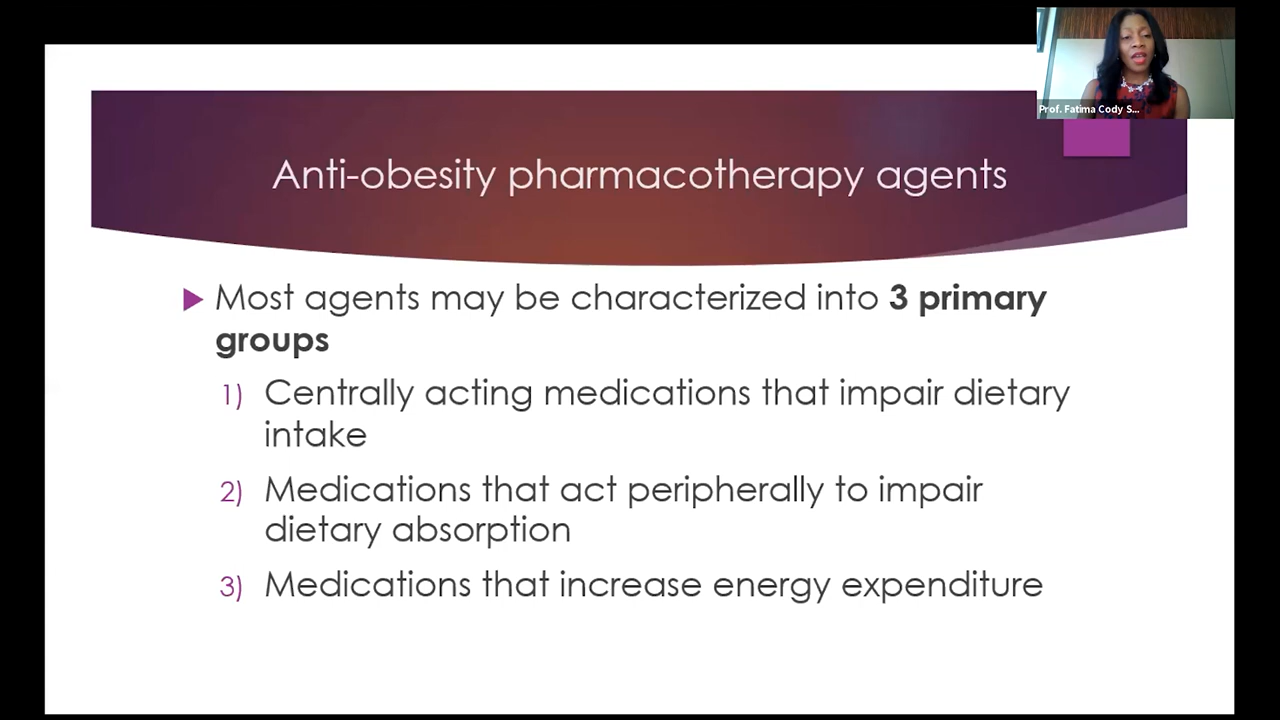 Prof. Fatima Cody S...
Anti-obesity pharmacotherapy agents
Most agents may be characterized into 3 primary
groups
1) Centrally acting medications that impair dietary
intake
2) Medications that act peripherally to impair
dietary absorption
3) Medications that increase energy expenditure